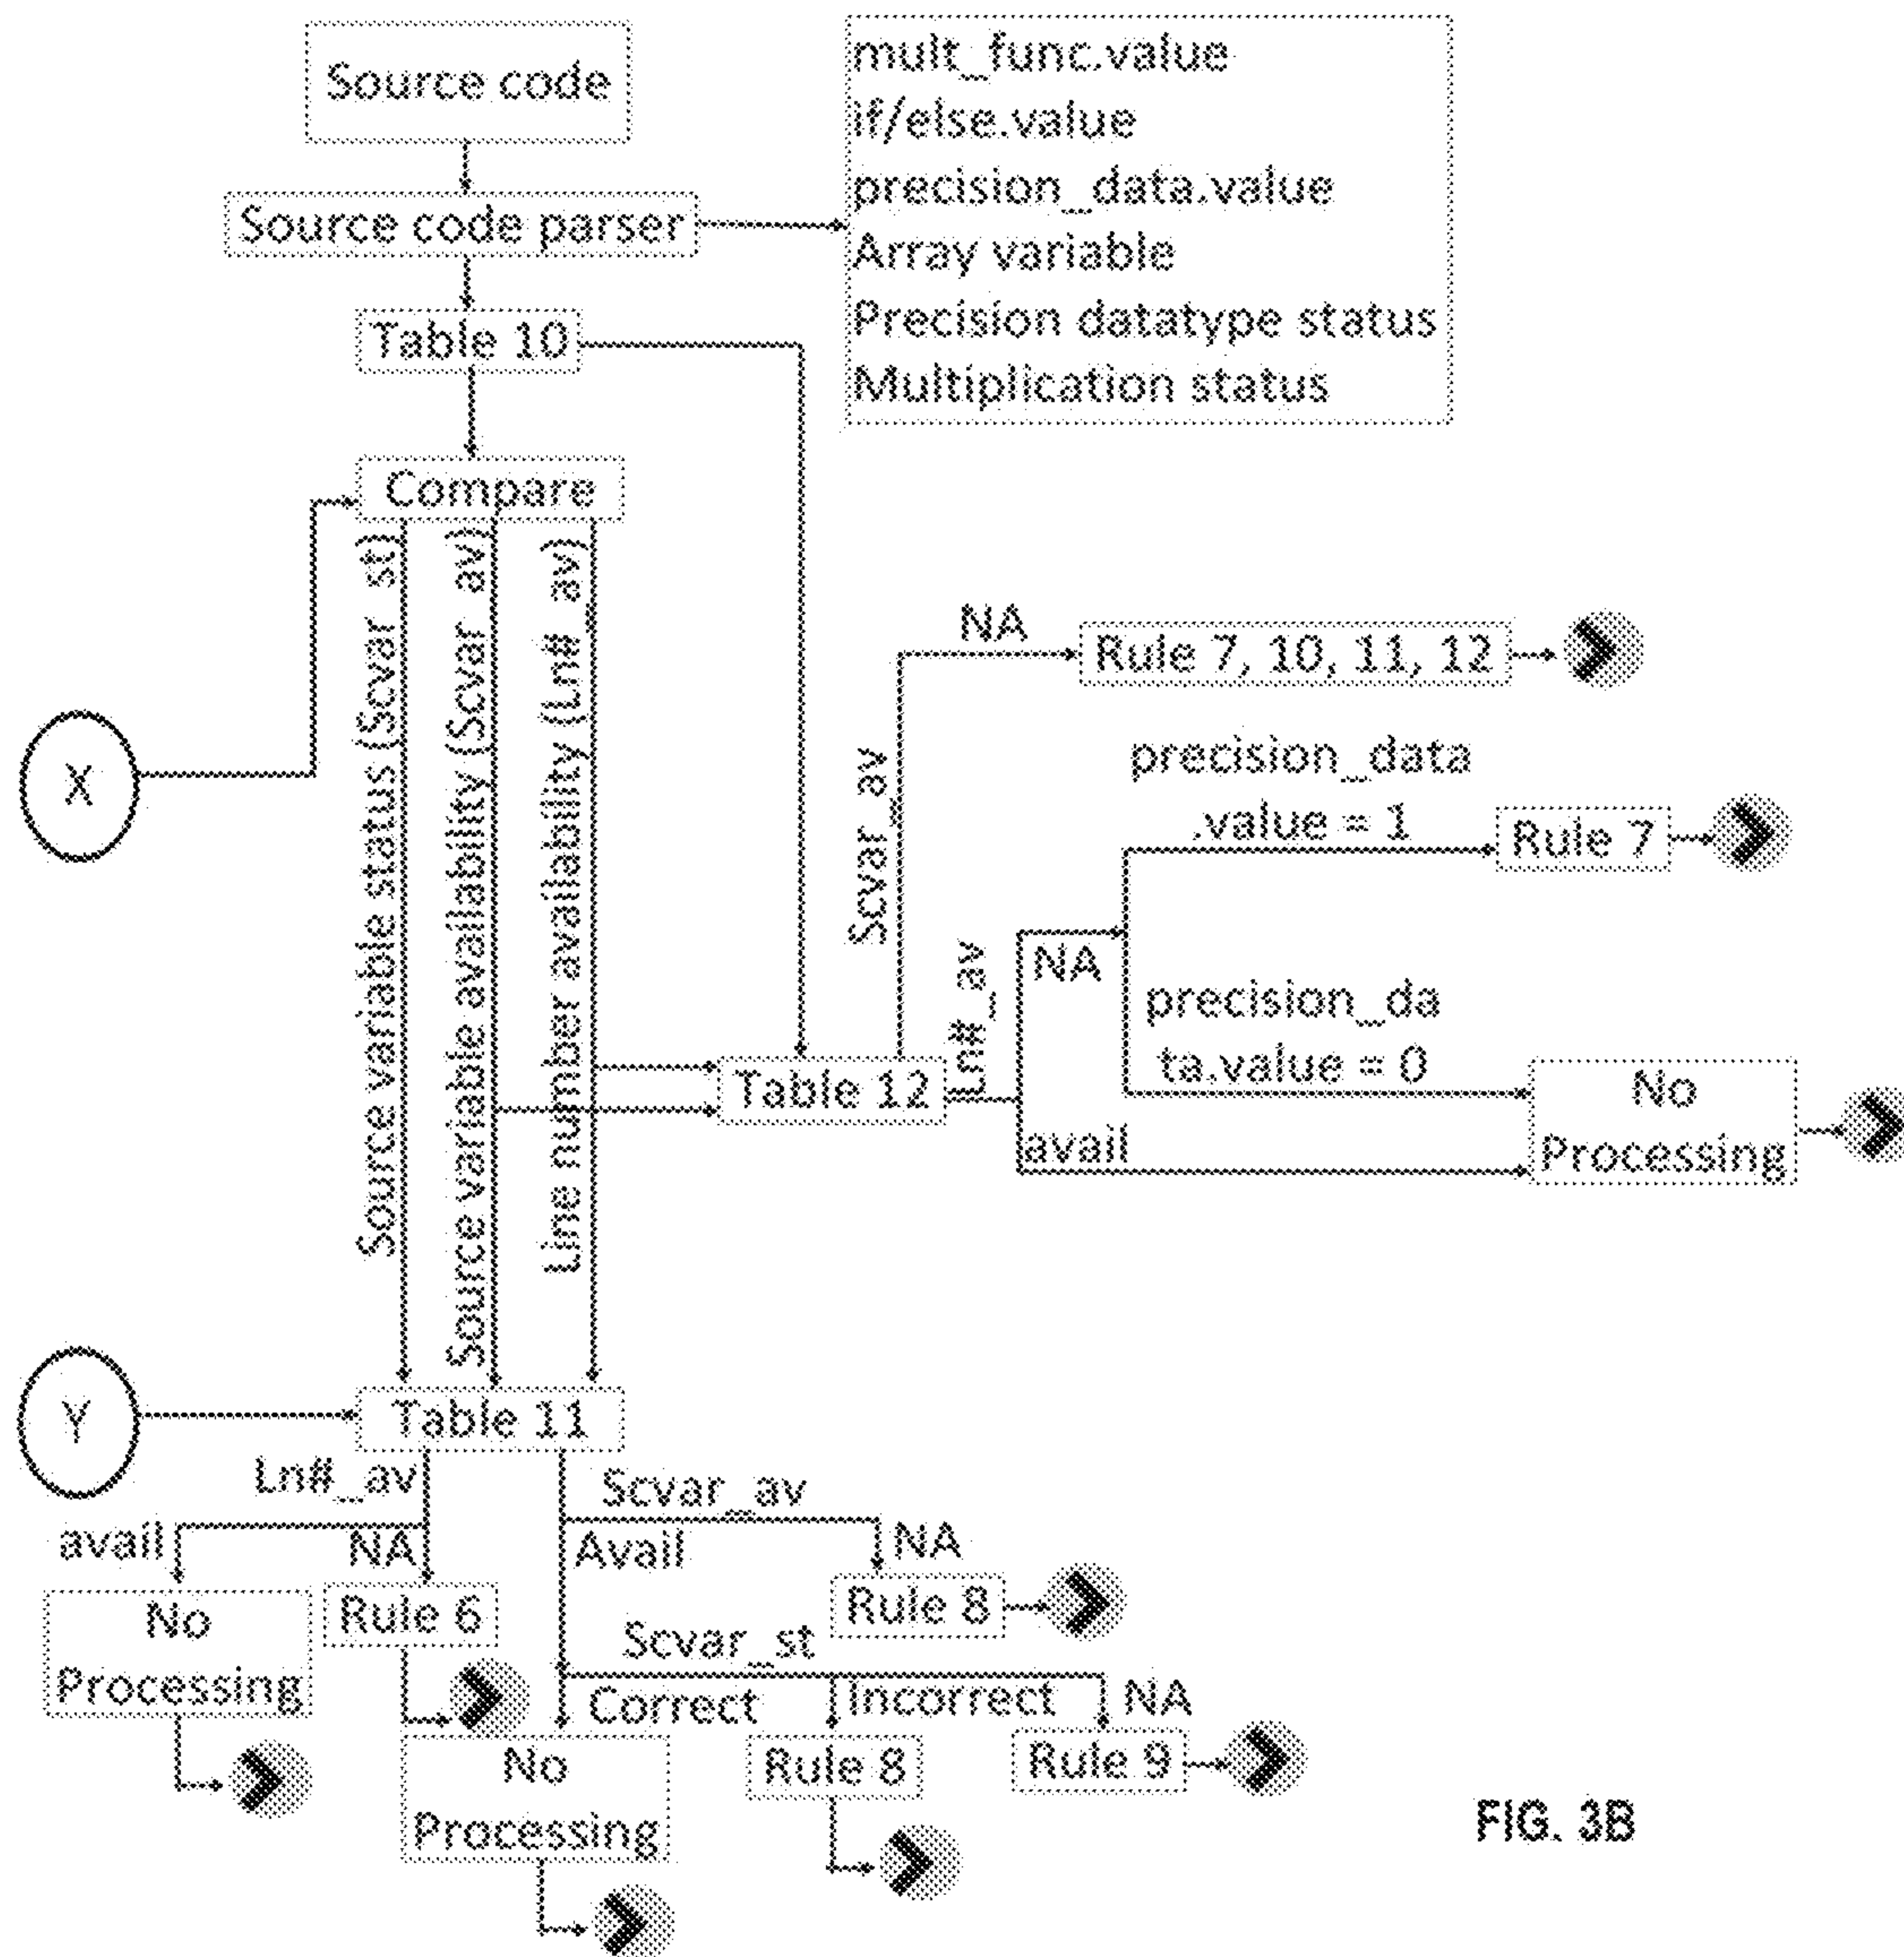 Source code
mult_func.value
if/else.value
precision_data.value
Array variable
Precision datatype status
Multiplication status
Source code parser
Table 10
Compare
Source variable status (Scvar_st)
Source variable availability (Scvar_av)
Line number availability (Ln#_av)
X
NA
Rule 7, 10, 11, 12
Scvar_av
precision_data
.value = 1
Rule 7
Ln#_av
NA
precision_da
ta.value = 0
Table 12
avail
No
Processing
Y
Table 11
Ln#_av
avail
NA
Scvar_av
Avail
NA
No
Processing
Rule 6
Rule 8
Scvar_st
Correct
Incorrect
NA
No
Processing
Rule 8
Rule 9
FIG. 3B